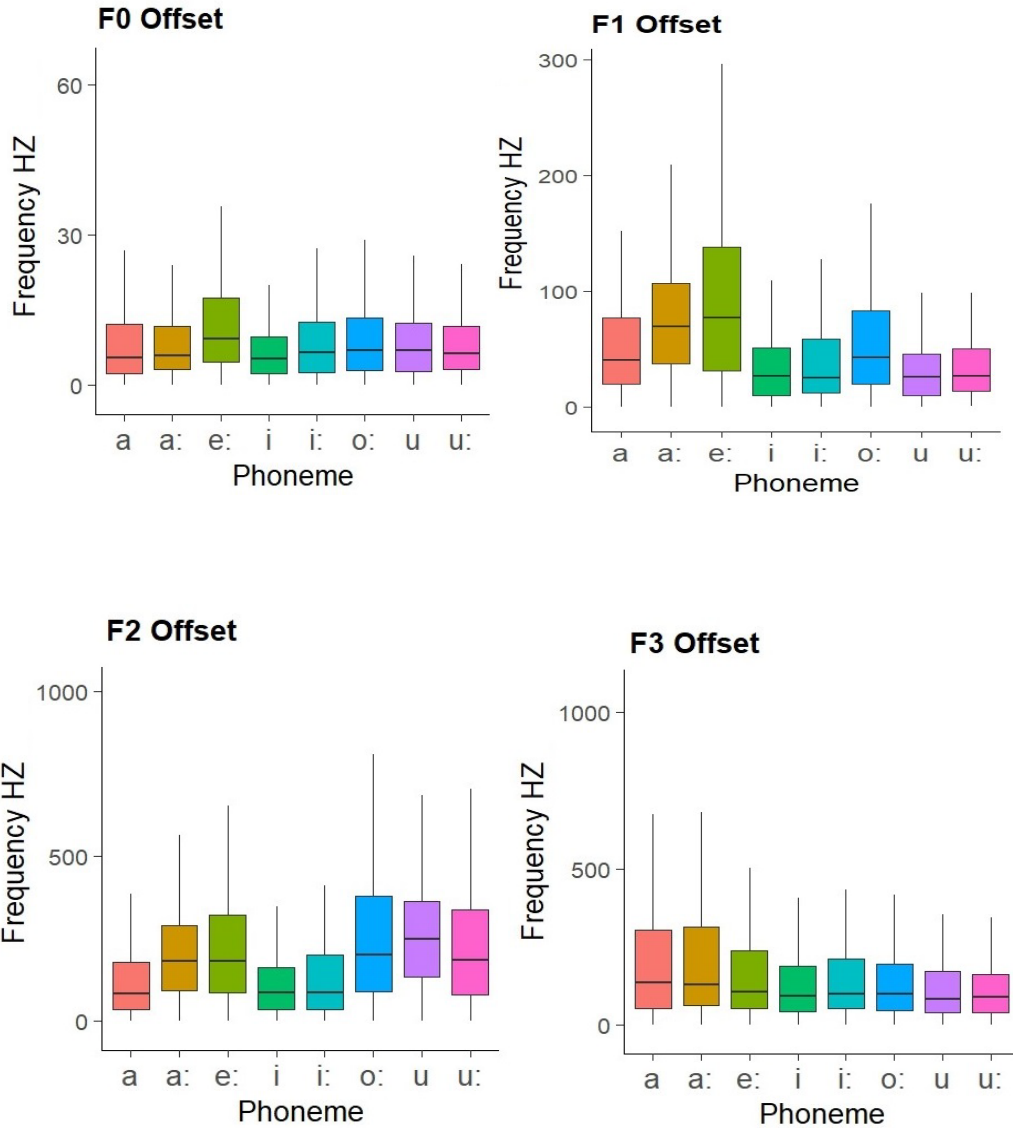 F0 Offset
Frequency HZ
60
30
0
a a: e: i i: o: u u:
Phoneme
F1 Offset
Frequency HZ
300
200
100
0
a a: e: i i: o: u u:
Phoneme
F2 Offset
Frequency HZ
1000
500
0
a a: e: i i: o: u u:
Phoneme
F3 Offset
Frequency HZ
1000
500
0
a a: e: i i: o: u u:
Phoneme